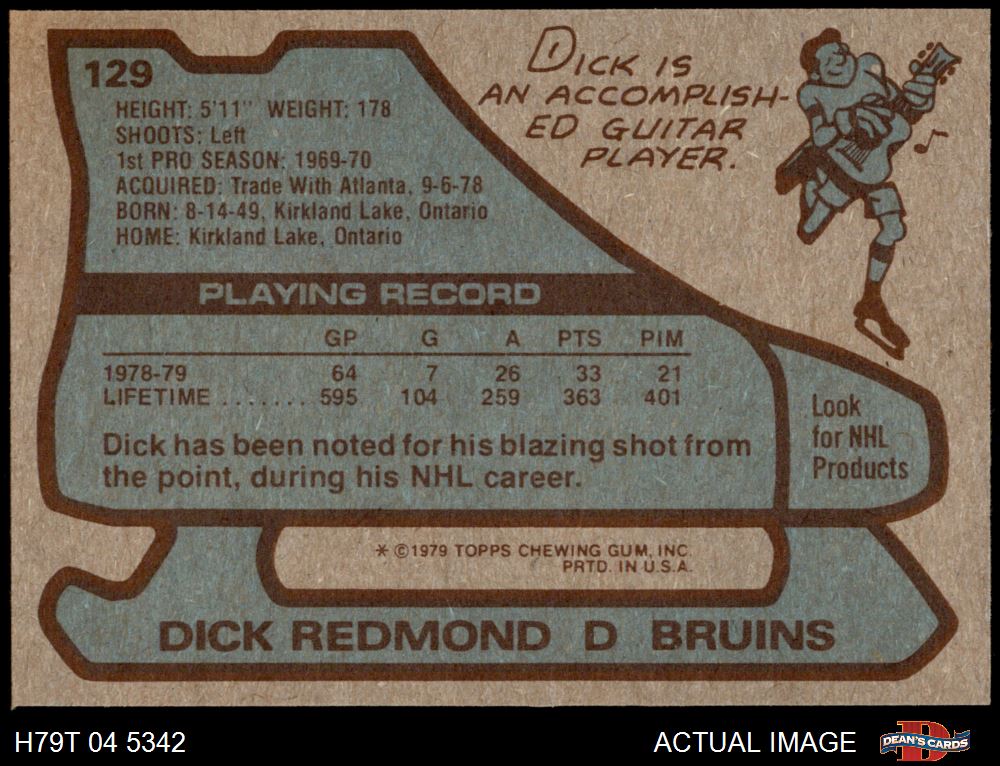 129
HEIGHT: 5'11" WEIGHT: 178
SHOOTS: Left
1st PRO SEASON: 1969-70
ACQUIRED: Trade With Atlanta, 9-6-78
BORN: 8-14-49, Kirkland Lake, Ontario
HOME: Kirkland Lake, Ontario
DICK IS
AN ACCOMPLISH-
ED GUITAR
PLAYER.
PLAYING RECORD
GP G A PTS PIM
1978-79 64 7 26 33 21
LIFETIME ....... 595 104 259 363 401
Dick has been noted for his blazing shot from
the point, during his NHL career.
Look
for NHL
Products
* ©1979 TOPPS CHEWING GUM, INC.
PRTD. IN U.S.A.
DICK REDMOND D BRUINS
H79T 04 5342
ACTUAL IMAGE
DEAN'S CARDS